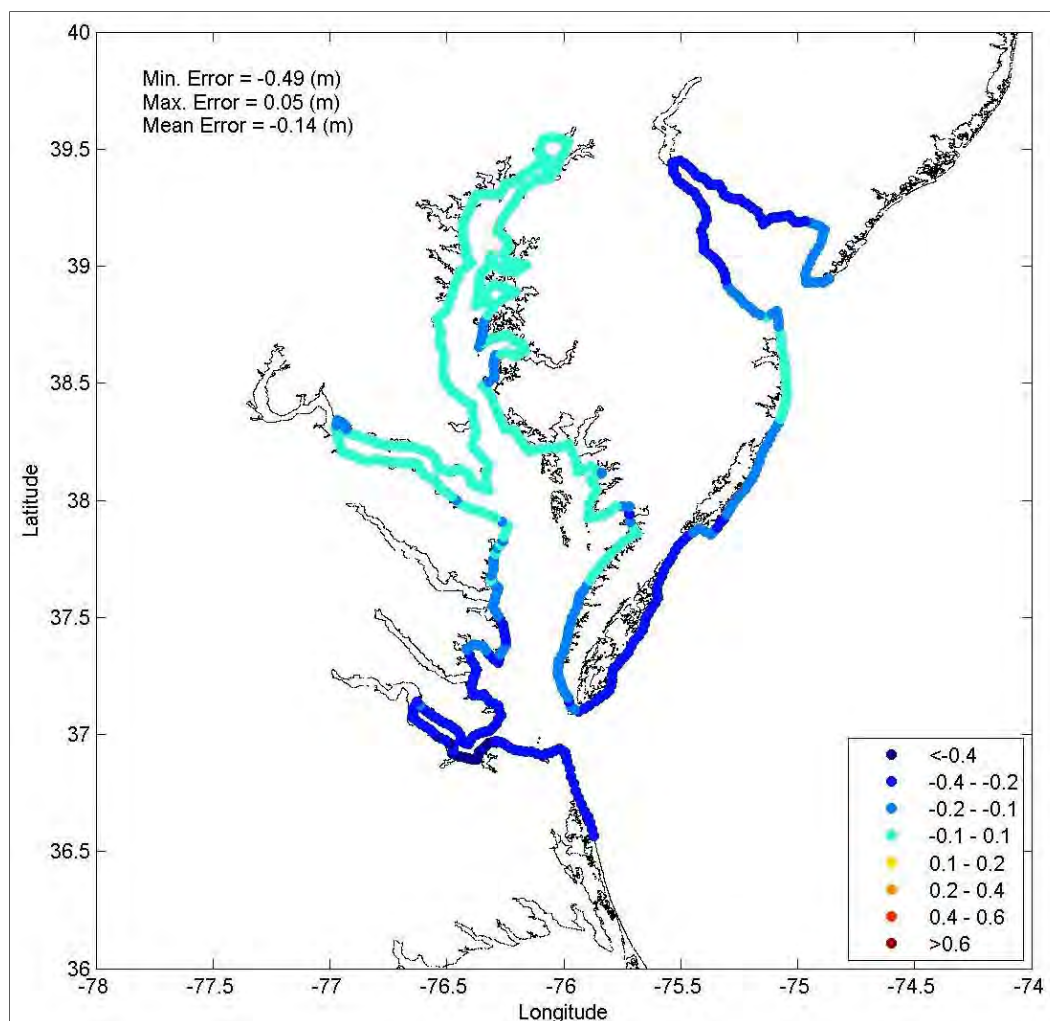 Min. Error = -0.49 (m)
Max. Error = 0.05 (m)
Mean Error = -0.14 (m)
40
39.5
39
38.5
38
37.5
37
36.5
36
Latitude
-78
-77.5
-77
-76.5
-76
-75.5
-75
-74.5
-74
Longitude
<-0.4
-0.4 - -0.2
-0.2 - -0.1
-0.1 - 0.1
0.1 - 0.2
0.2 - 0.4
0.4 - 0.6
>0.6